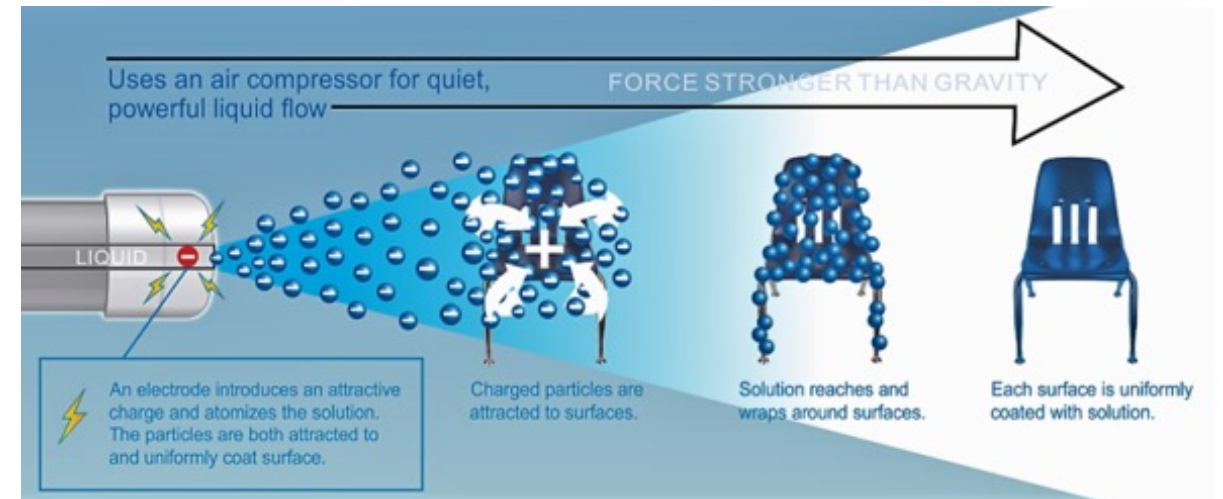 Uses an air compressor for quiet,
powerful liquid flow
FORCE STRONGER THAN GRAVITY
LIQUID
An electrode introduces an attractive
charge and atomizes the solution.
The particles are both attracted to
and uniformly coat surface.
Charged particles are
attracted to surfaces.
Solution reaches and
wraps around surfaces.
Each surface is uniformly
coated with solution.